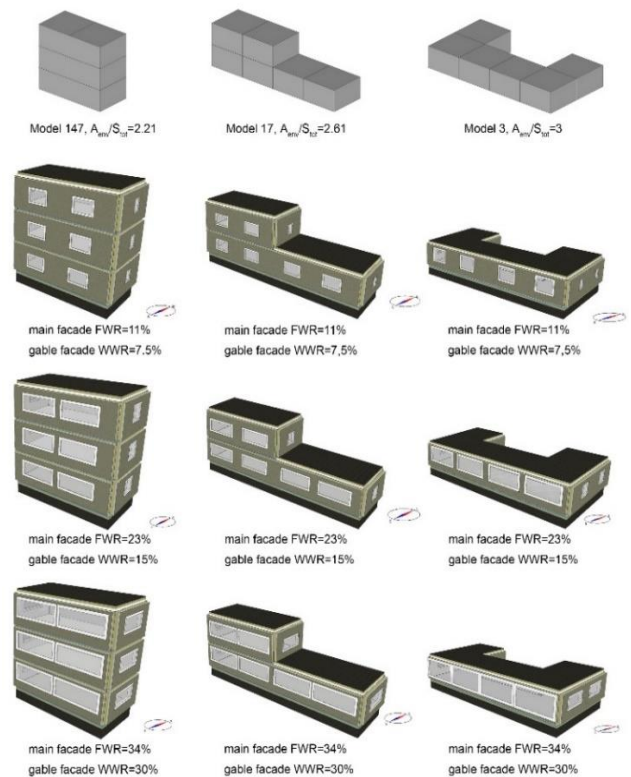 Model 147, Aenv/Stot=2.21
Model 17, Aenv/Stot=2.61
Model 3, Aenv/Stot=3
main facade FWR=11%
gable facade WWR=7.5%
main facade FWR=11%
gable facade WWR=7,5%
main facade FWR=11%
gable facade WWR=7,5%
main facade FWR=23%
gable facade WWR=15%
main facade FWR=23%
gable facade WWR=15%
main facade FWR=23%
gable facade WWR=15%
main facade FWR=34%
gable facade WWR=30%
main facade FWR=34%
gable facade WWR=30%
main facade FWR=34%
gable facade WWR=30%